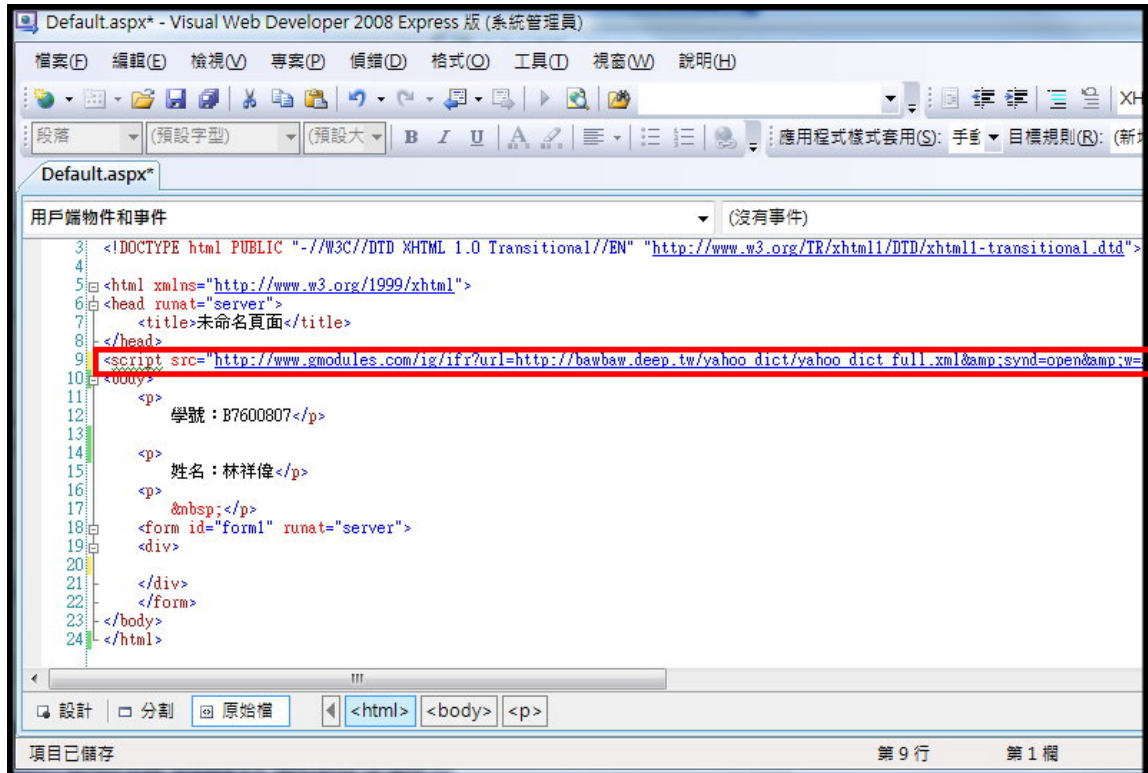 Default.aspx* - Visual Web Developer 2008 Express 版 (系統管理員)
檔案(F) 編輯(E) 檢視(V) 專案(P) 偵錯(D) 格式(O) 工具(T) 視窗(W) 說明(H)
XH
段落 (預設字型) (預設大 B I U A 應用程式樣式套用(S): 手動 目標規則(R): (新增
Default.aspx*
用戶端物件和事件 (沒有事件)
3 <!DOCTYPE html PUBLIC "-//W3C//DTD XHTML 1.0 Transitional//EN" "http://www.w3.org/TR/xhtml1/DTD/xhtml1-transitional.dtd">
4
5 <html xmlns="http://www.w3.org/1999/xhtml">
6 <head runat="server">
7 <title>未命名頁面</title>
8 </head>
9 <script src="http://www.gmodules.com/ig/ifr?url=http://bawbaw.deep.tw/yahoo_dict/yahoo_dict_full.xml&amp;synd=open&amp;w=
10 <body>
11 <p>
12 學號：B7600807</p>
13
14 <p>
15 姓名：林祥偉</p>
16 <p>
17 &nbsp;</p>
18 <form id="form1" runat="server">
19 <div>
20
21 </div>
22 </form>
23 </body>
24 </html>
設計 分割 原始檔 <html> <body> <p>
項目已儲存 第 9 行 第 1 欄